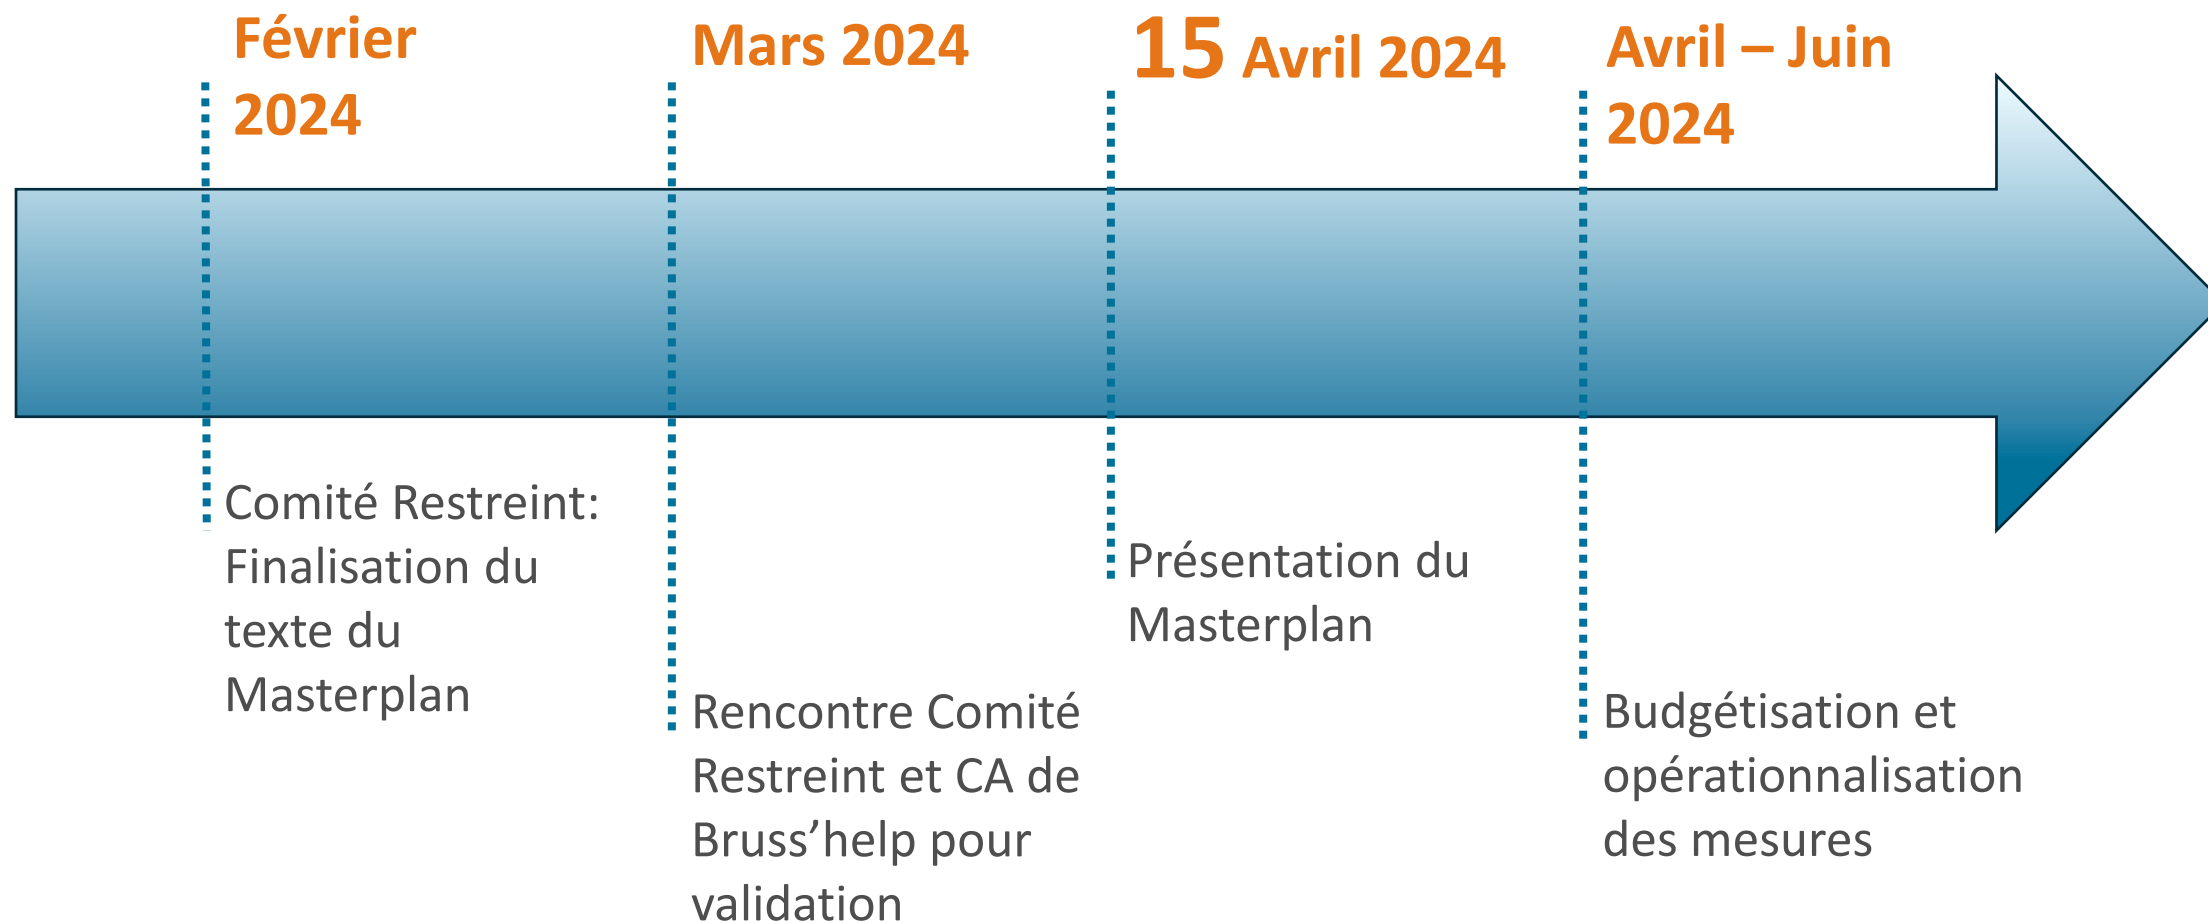 Février
2024
Mars 2024
15 Avril 2024
Avril – Juin
2024
Comité Restreint:
Finalisation du
texte du
Masterplan
Rencontre Comité
Restreint et CA de
Bruss’help pour
validation
Présentation du
Masterplan
Budgétisation et
opérationnalisation
des mesures